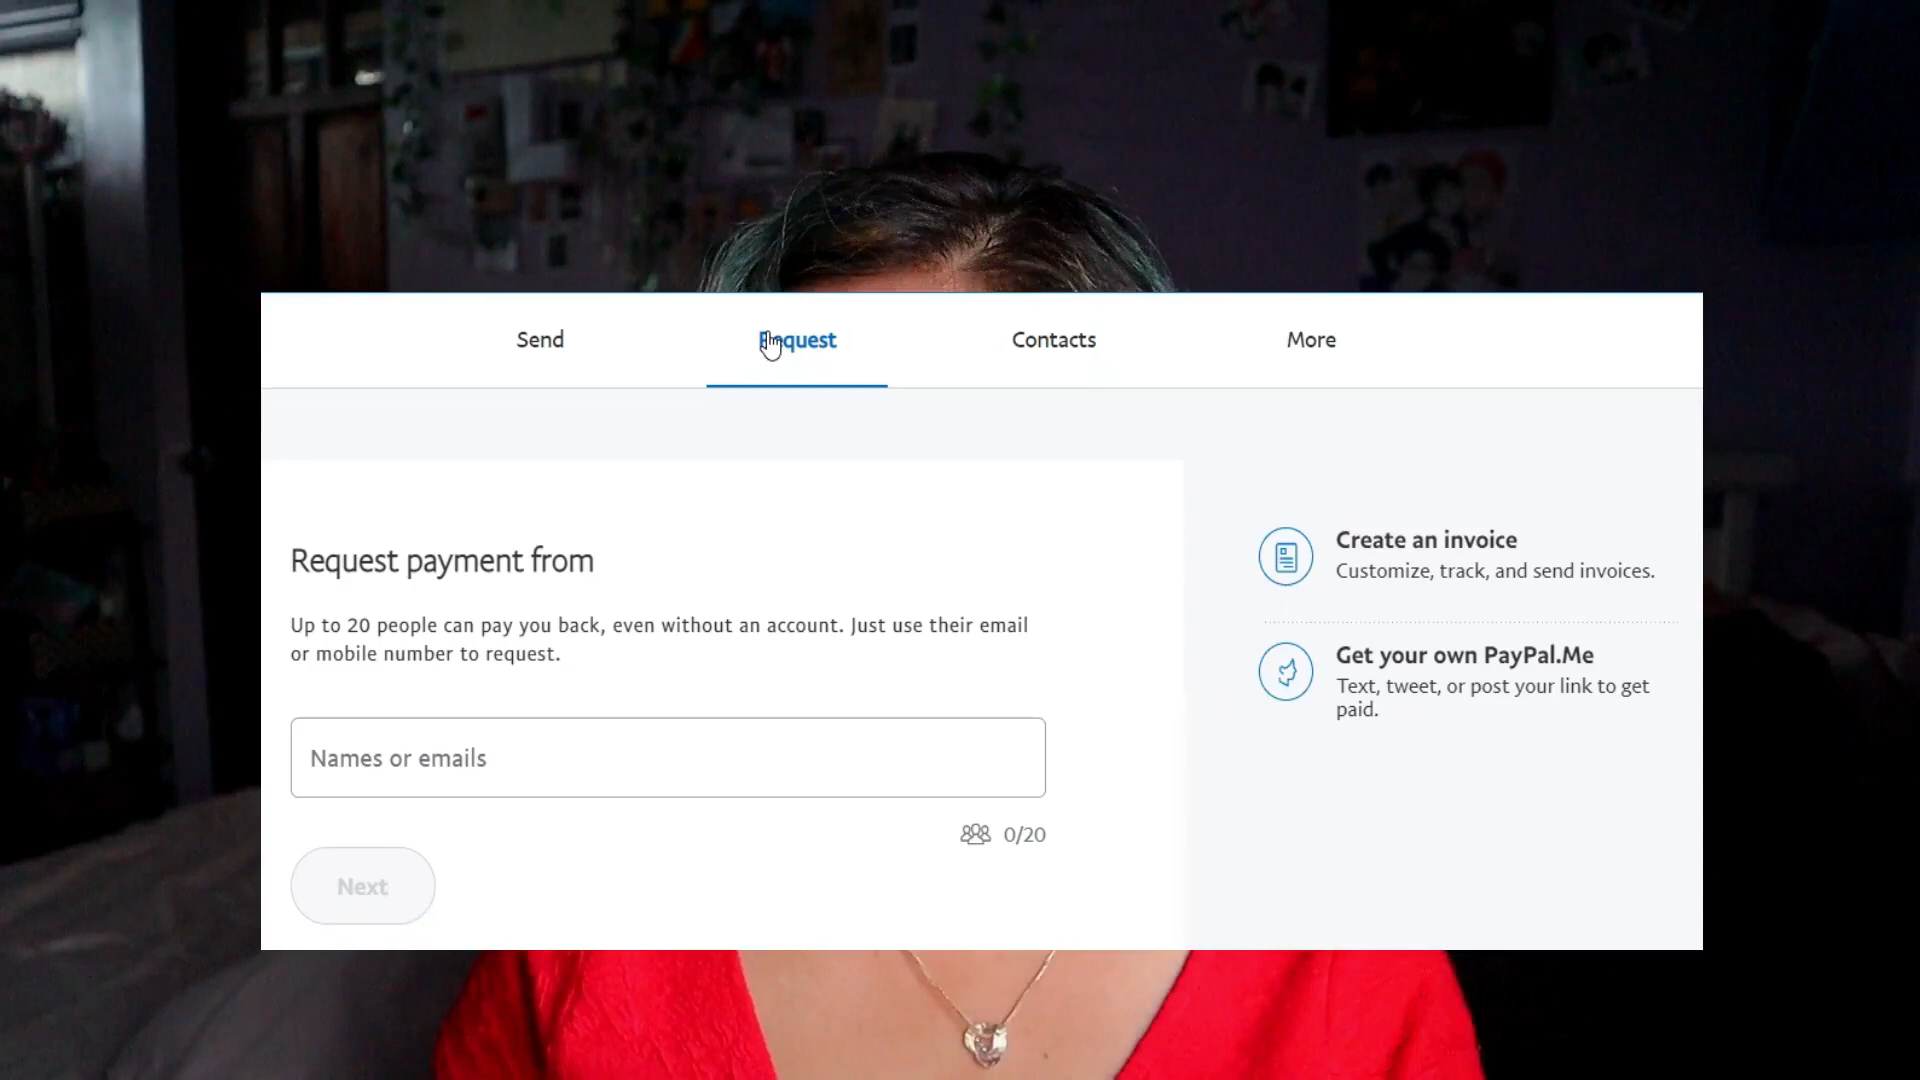 Send
Request
Contacts
More
Request payment from
Up to 20 people can pay you back, even without an account. Just use their email
or mobile number to request.
Names or emails
0/20
Next
Create an invoice
Customize, track, and send invoices.
Get your own PayPal.Me
Text, tweet, or post your link to get
paid.